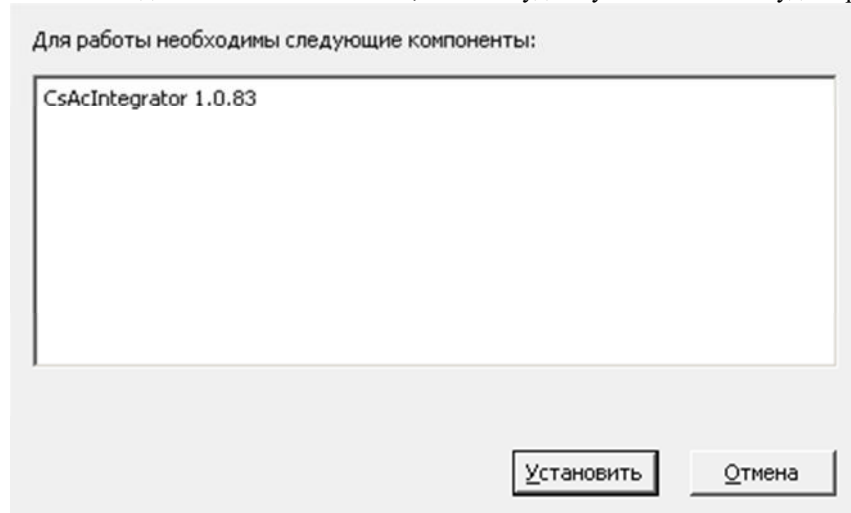 Для работы необходимы следующие компоненты:
CsAcIntegrator 1.0.83
Установить
Отмена